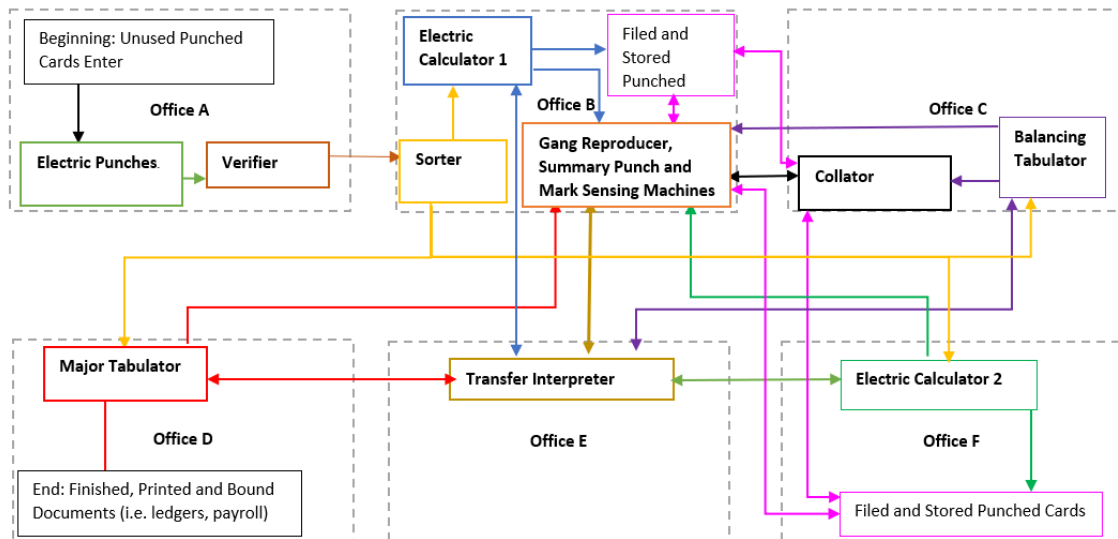 Beginning: Unused Punched
Cards Enter
Office A
Electric Punches.
Verifier
Electric
Calculator 1
Filed and
Stored
Punched
Office B
Sorter
Gang Reproducer,
Summary Punch and
Mark Sensing Machines
Office C
Balancing
Tabulator
Collator
Major Tabulator
Office D
End: Finished, Printed and Bound
Documents (i.e. ledgers, payroll)
Transfer Interpreter
Office E
Electric Calculator 2
Office F
Filed and Stored Punched Cards